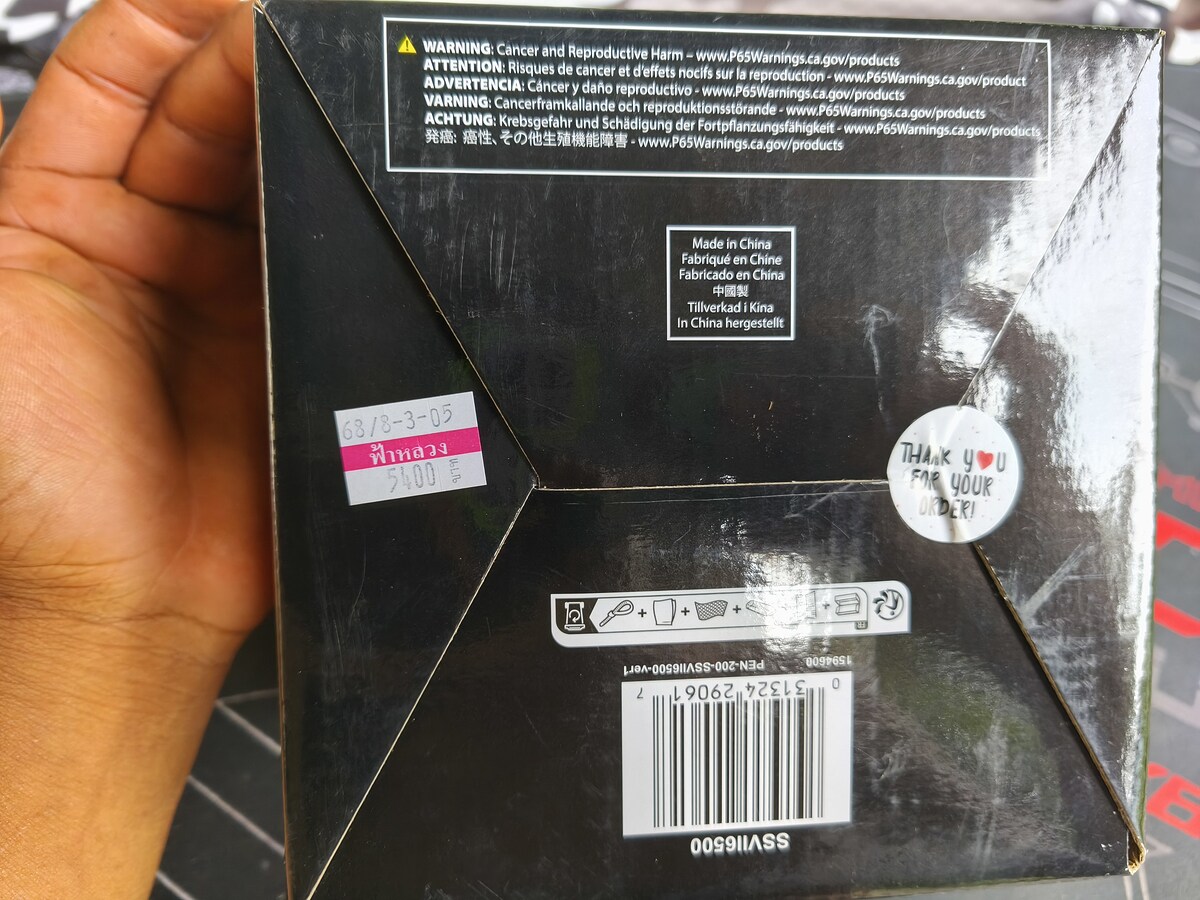 WARNING: Cancer and Reproductive Harm – www.P65Warnings.ca.gov/products
ATTENTION: Risques de cancer et d'effets nocifs sur la reproduction - www.P65Warnings.ca.gov/product
ADVERTENCIA: Cáncer y daño reproductivo - www.P65Warnings.ca.gov/products
VARNING: Cancerframkallande och reproduktionsstörande - www.P65Warnings.ca.gov/products
ACHTUNG: Krebsgefahr und Schädigung der Fortpflanzungsfähigkeit - www.P65Warnings.ca.gov/products
発癌: 癌性、その他生殖機能障害 - www.P65Warnings.ca.gov/products
Made in China
Fabriqué en Chine
Fabricado en China
中國製
Tillverkad i Kina
In China hergestellt
68/8-3-05
ฟ้าหลวง
5400 บาท
THANK YOU
FOR YOUR
ORDER!
1594600 PEN-200-SSVII6500-ver1
0 31324 29061 7
SSVII6500